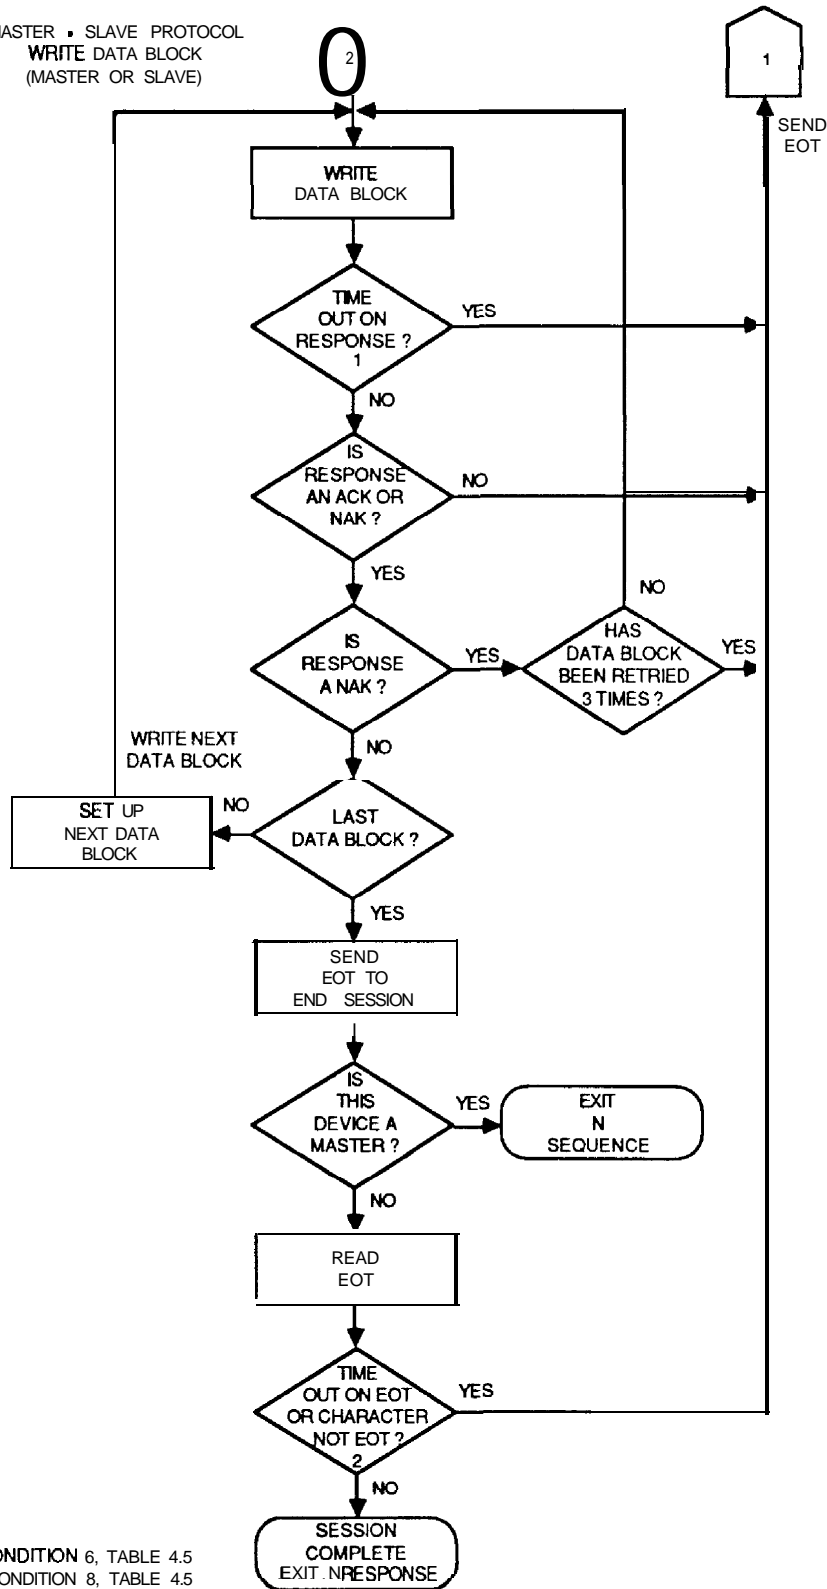 MASTER ▪ SLAVE PROTOCOL
WRITE DATA BLOCK
(MASTER OR SLAVE)
2
1
SEND
EOT
WRITE
DATA BLOCK
TIME
OUT ON
RESPONSE ?
1
YES
NO
IS
RESPONSE
AN ACK OR
NAK ?
NO
YES
IS
RESPONSE
A NAK ?
YES
NO
HAS
DATA BLOCK
BEEN RETRIED
3 TIMES ?
YES
NO
WRITE NEXT
DATA BLOCK
SET UP
NEXT DATA
BLOCK
NO
LAST
DATA BLOCK ?
YES
SEND
EOT TO
END SESSION
IS
THIS
DEVICE A
MASTER ?
YES
EXIT
N
SEQUENCE
NO
READ
EOT
TIME
OUT ON EOT
OR CHARACTER
NOT EOT ?
2
YES
NO
SESSION
COMPLETE
EXIT .NRESPONSE
ONDITION 6, TABLE 4.5
ONDITION 8, TABLE 4.5